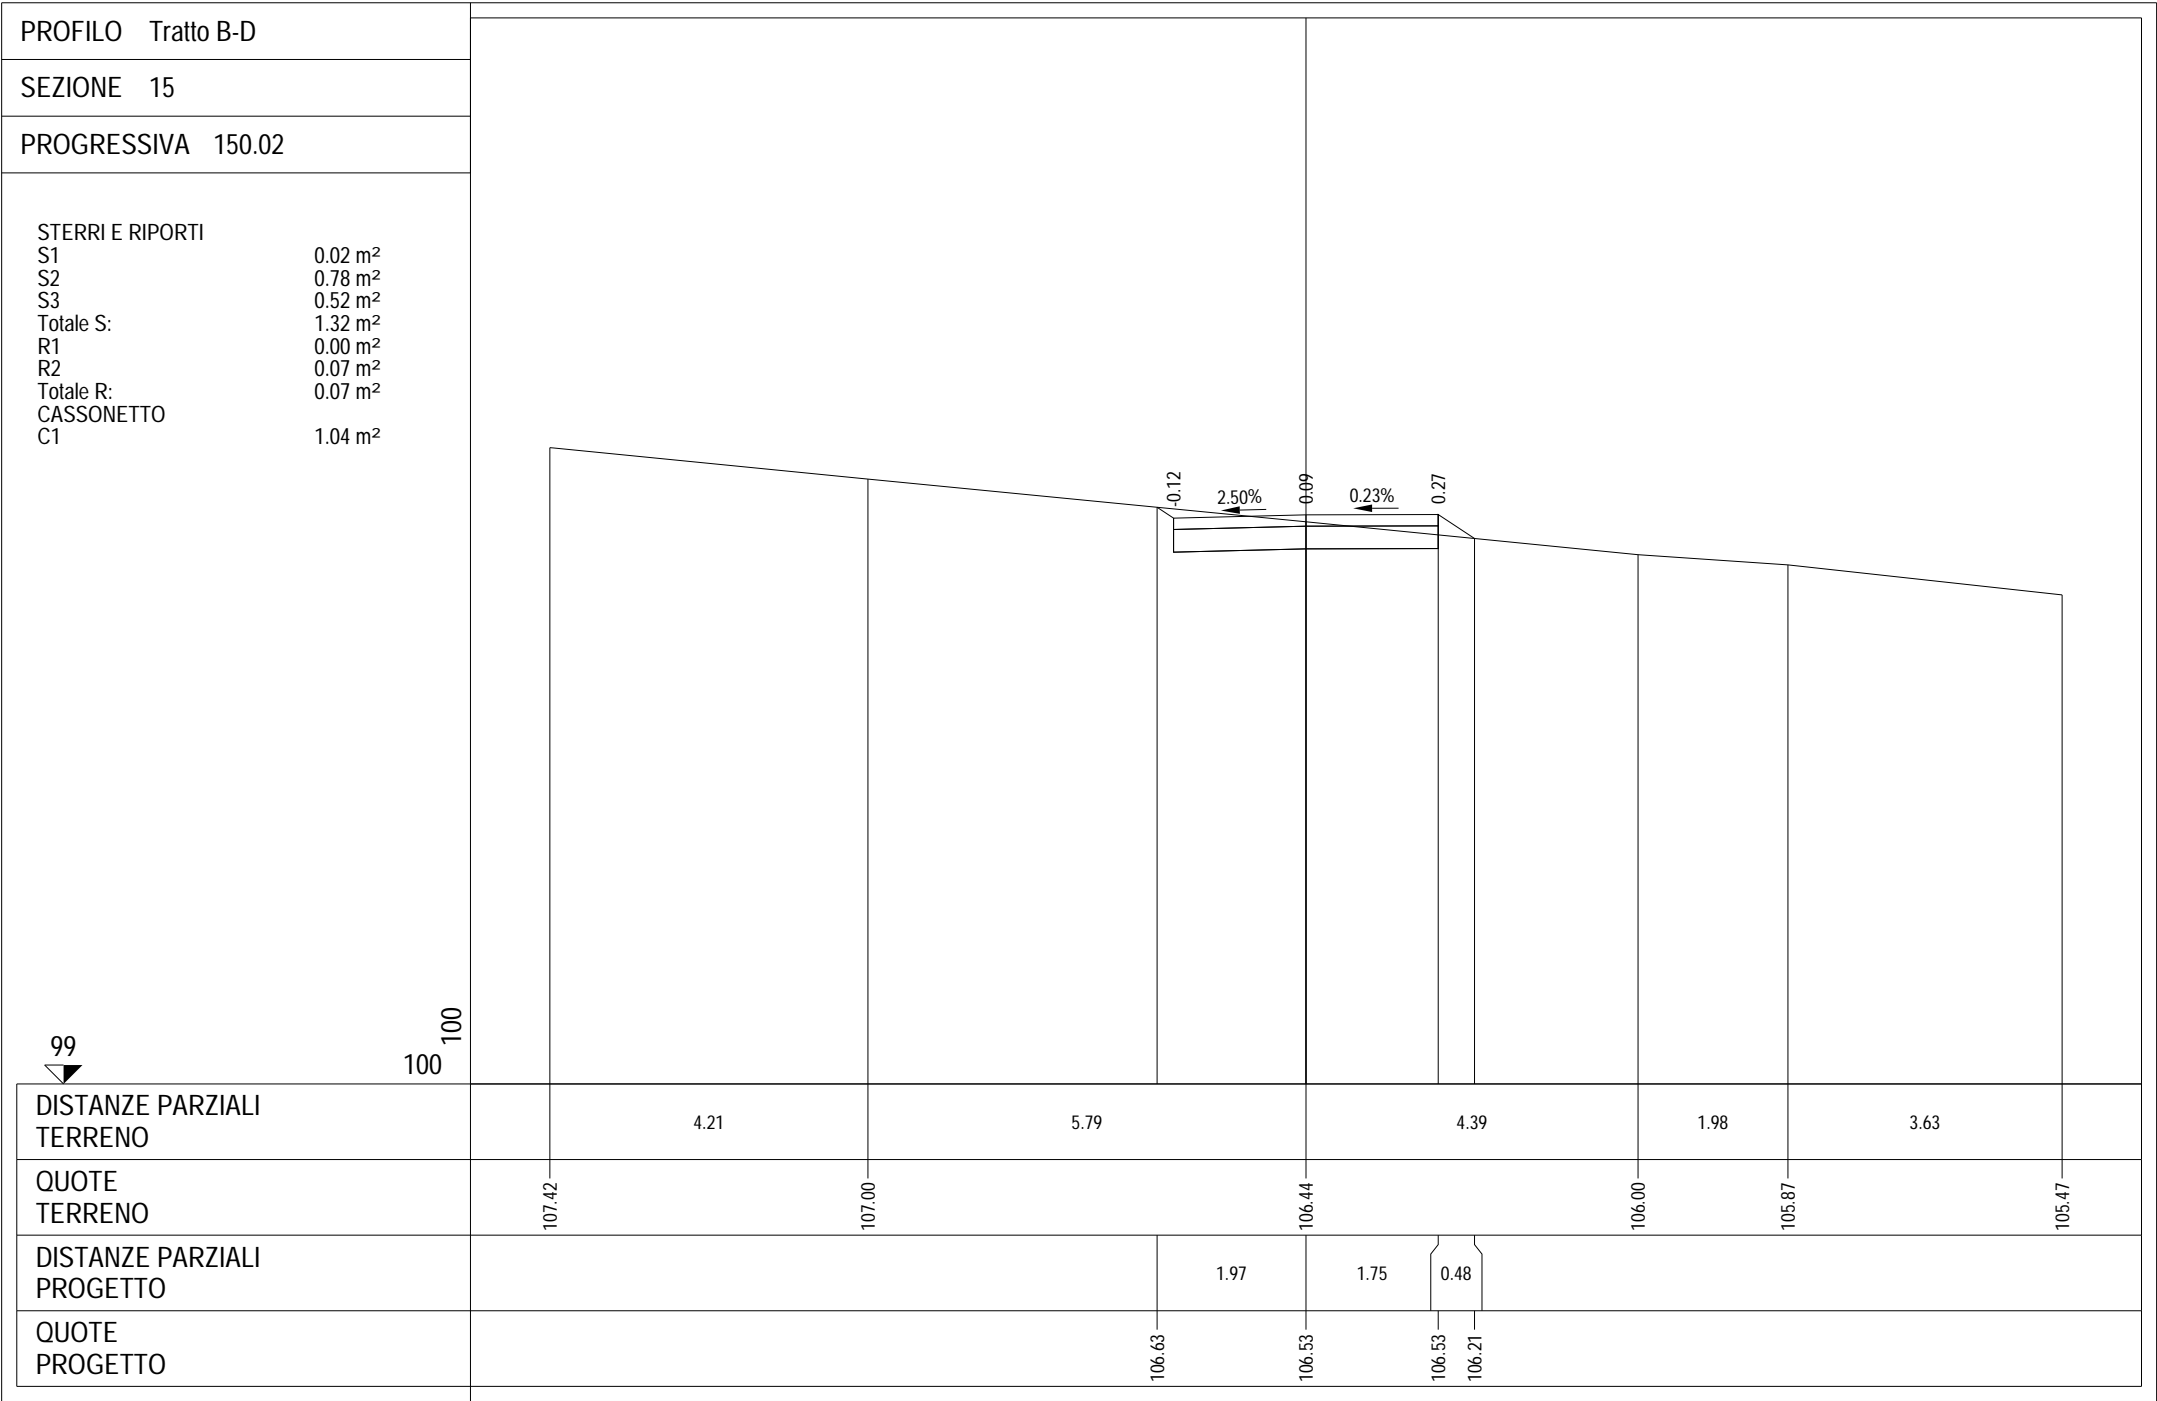 PROFILO Tratto B-D
SEZIONE 15
PROGRESSIVA 150.02
STERRI E RIPORTI
S1 0.02 m²
S2 0.78 m²
S3 0.52 m²
Totale S: 1.32 m²
R1 0.00 m²
R2 0.07 m²
Totale R: 0.07 m²
CASSONETTO
C1 1.04 m²
-0.12 2.50% 0.09 0.23% 0.27
99
100
100
DISTANZE PARZIALI
TERRENO
4.21 5.79 4.39 1.98 3.63
QUOTE
TERRENO
107.42 107.00 106.44 106.00 105.87 105.47
DISTANZE PARZIALI
PROGETTO
1.97 1.75 0.48
QUOTE
PROGETTO
106.63 106.53 106.53 106.21